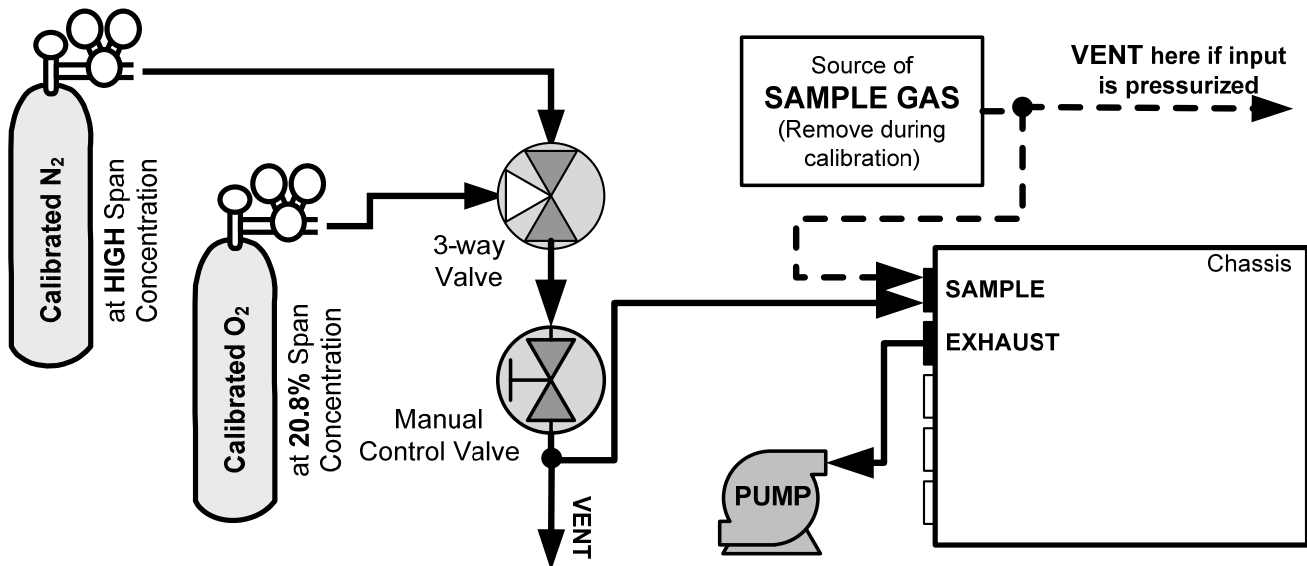 Calibrated N₂
at HIGH Span
Concentration
Calibrated O₂
at 20.8% Span
Concentration
3-way
Valve
Manual
Control Valve
VENT
Source of
SAMPLE GAS
(Remove during
calibration)
VENT here if input
is pressurized
Chassis
SAMPLE
EXHAUST
PUMP